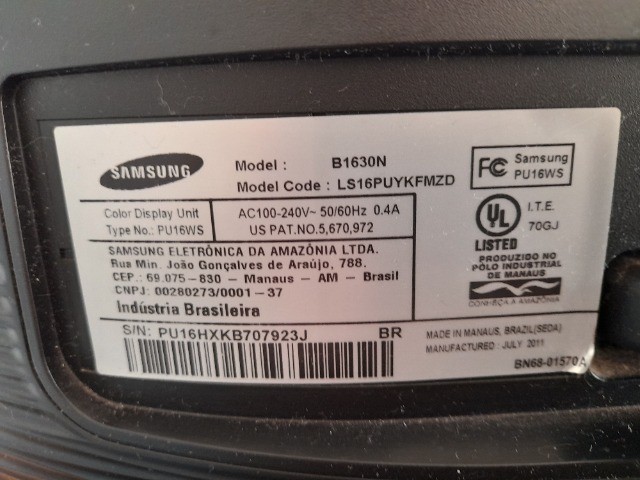 SAMSUNG
Model : B1630N
Model Code : LS16PUYKFMZD
FC Samsung
PU16WS
Color Display Unit
Type No.: PU16WS
AC100-240V~ 50/60Hz 0.4A
US PAT.NO.5,670,972
UL
LISTED
I.T.E.
70GJ
SAMSUNG ELETRÔNICA DA AMAZÔNIA LTDA.
Rua Min. João Gonçalves de Araújo, 788.
CEP.: 69.075-830 - Manaus - AM - Brasil
CNPJ: 00280273/0001-37
Indústria Brasileira
PRODUZIDO NO
PÓLO INDUSTRIAL
DE MANAUS
CONHEÇA A AMAZÔNIA
S/N: PU16HXKB707923J BR
MADE IN MANAUS, BRAZIL(SEDA)
MANUFACTURED : JULY 2011
BN68-01570A